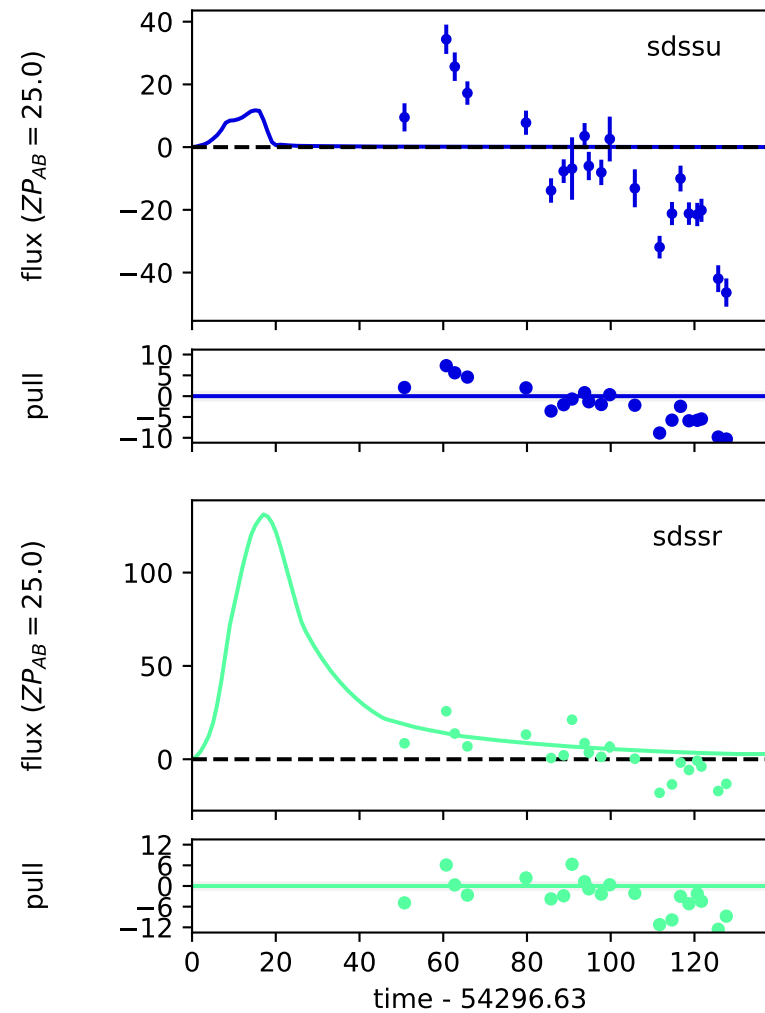 40
20
0
−20
−40
flux (ZP_AB = 25.0)
sdssu
10
5
0
−5
−10
pull
100
50
0
flux (ZP_AB = 25.0)
sdssr
12
6
0
−6
−12
pull
0 20 40 60 80 100 120
time - 54296.63